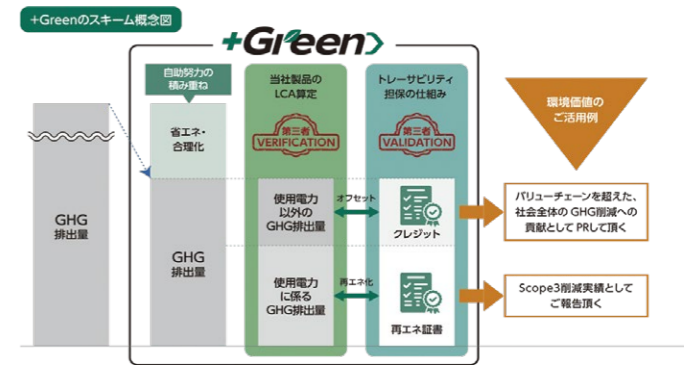 +Greenのスキーム概念図
+Green
自助努力の
積み重ね
当社製品の
LCA算定
トレーサビリティ
担保の仕組み
環境価値の
ご活用例
省エネ・
合理化
第三者
VERIFICATION
第三者
VALIDATION
GHG
排出量
GHG
排出量
使用電力
以外の
GHG排出量
オフセット
クレジット
バリューチェーンを超えた、
社会全体の GHG削減への
貢献として PRして頂く
使用電力
に係る
GHG排出量
再エネ化
再エネ証書
Scope3削減実績として
ご報告頂く